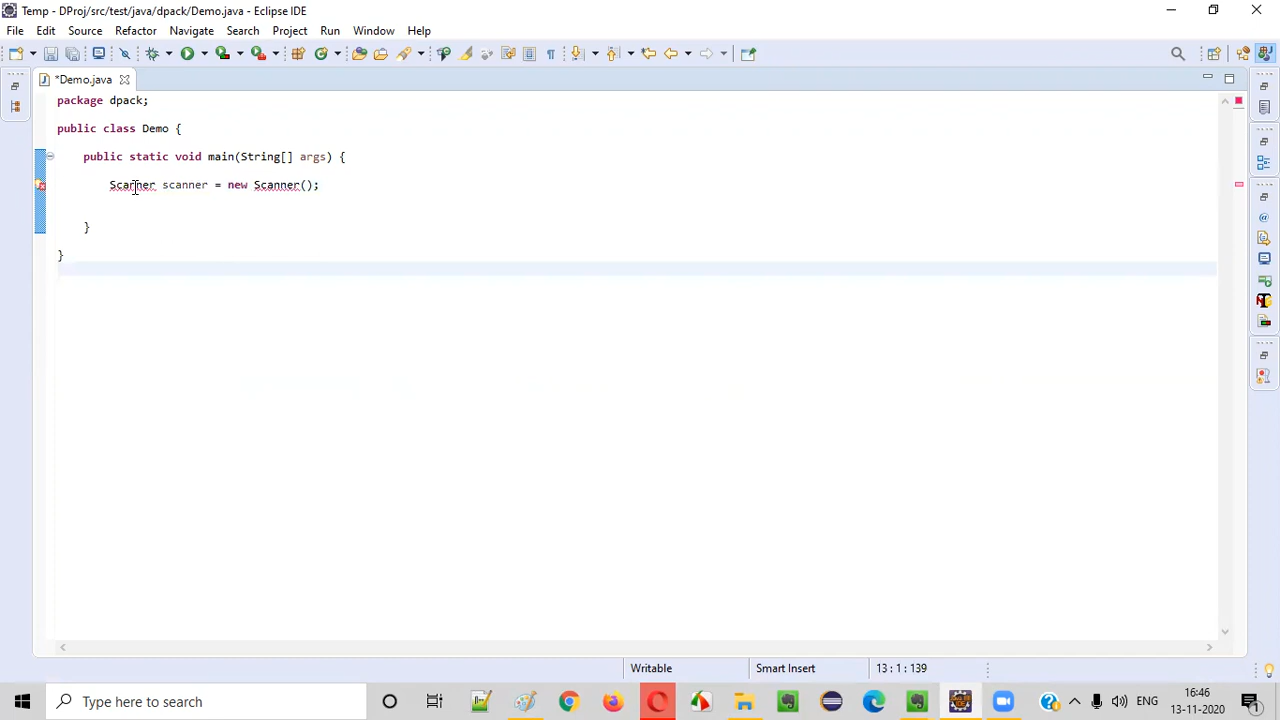 Temp - DProj/src/test/java/dpack/Demo.java - Eclipse IDE
File Edit Source Refactor Navigate Search Project Run Window Help
*Demo.java
package dpack;
public class Demo {
public static void main(String[] args) {
Scanner scanner = new Scanner();
}
}
Writable Smart Insert 13 : 1 : 139
Type here to search
ENG
16:46
13-11-2020